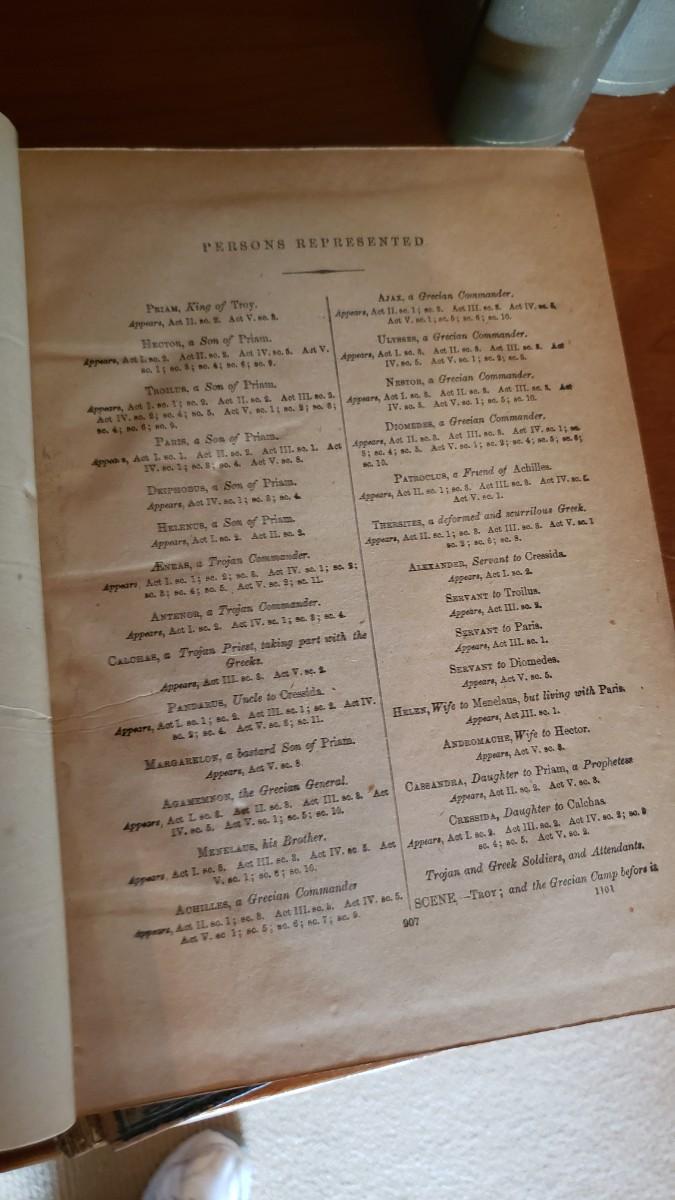 PERSONS REPRESENTED
PRIAM, King of Troy.
Appears, Act II. sc. 2. Act V. sc. 3.
HECTOR, a Son of Priam.
Appears, Act I. sc. 2. Act II. sc. 2. Act IV. sc. 5. Act V.
sc. 1; sc. 3; sc. 4; sc. 6; sc. 9.
TROILUS, a Son of Priam.
Appears, Act I. sc. 1; sc. 2. Act II. sc. 2. Act III. sc. 2.
Act IV. sc. 2; sc. 4; sc. 5. Act V. sc. 1; sc. 2; sc. 3;
sc. 4; sc. 6; sc. 9.
PARIS, a Son of Priam.
Appears, Act I. sc. 1. Act II. sc. 2. Act III. sc. 1. Act
IV. sc. 1; sc. 3; sc. 4. Act V. sc. 8.
DEIPHOBUS, a Son of Priam.
Appears, Act IV. sc. 1; sc. 3; sc. 4.
HELENUS, a Son of Priam.
Appears, Act I. sc. 2. Act II. sc. 2.
ÆNEAS, a Trojan Commander.
Appears, Act I. sc. 1; sc. 2; sc. 3. Act IV. sc. 1; sc. 2;
sc. 3; sc. 4; sc. 5. Act V. sc. 2; sc. 11.
ANTENOR, a Trojan Commander.
Appears, Act I. sc. 2. Act IV. sc. 1; sc. 3; sc. 4.
CALCHAS, a Trojan Priest, taking part with the
Greeks.
Appears, Act III. sc. 3. Act V. sc. 2.
PANDARUS, Uncle to Cressida.
Appears, Act I. sc. 1; sc. 2. Act III. sc. 1; sc. 2. Act IV.
sc. 2; sc. 4. Act V. sc. 3; sc. 11.
MARGARELON, a bastard Son of Priam.
Appears, Act V. sc. 8.
AGAMEMNON, the Grecian General.
Appears, Act I. sc. 3. Act II. sc. 3. Act III. sc. 3. Act
IV. sc. 5. Act V. sc. 1; sc. 5; sc. 10.
MENELAUS, his Brother.
Appears, Act I. sc. 3. Act III. sc. 3. Act IV. sc. 5. Act
V. sc. 1; sc. 8; sc. 10.
ACHILLES, a Grecian Commander
Appears, Act II. sc. 1; sc. 3. Act III. sc. 3. Act IV. sc. 5.
Act V. sc 1; sc. 5; sc. 6; sc. 7; sc. 9.
AJAX, a Grecian Commander.
Appears, Act II. sc. 1; sc. 3. Act III. sc. 3. Act IV. sc. 5.
Act V. sc. 1; sc. 5; sc. 6; sc. 10.
ULYSSES, a Grecian Commander.
Appears, Act I. sc. 3. Act II. sc. 3. Act III. sc. 3. Act
IV. sc. 5. Act V. sc. 1; sc. 2; sc. 5.
NESTOR, a Grecian Commander.
Appears, Act I. sc. 3. Act II. sc. 3. Act III. sc. 3. Act
IV. sc. 5. Act V. sc. 1; sc. 5; sc. 10.
DIOMEDES, a Grecian Commander.
Appears, Act II. sc. 3. Act III. sc. 3. Act IV. sc. 1; sc.
3; sc. 4; sc. 5. Act V. sc. 1; sc. 2; sc. 4; sc. 5; sc. 6;
sc. 10.
PATROCLUS, a Friend of Achilles.
Appears, Act II. sc. 1; sc. 3. Act III. sc. 3. Act IV. sc. 5.
Act V. sc. 1.
THERSITES, a deformed and scurrilous Greek.
Appears, Act II. sc. 1; sc. 3. Act III. sc. 3. Act V. sc. 1
sc. 2; sc. 6; sc. 8.
ALEXANDER, Servant to Cressida.
Appears, Act I. sc. 2.
SERVANT to Troilus.
Appears, Act III. sc. 2.
SERVANT to Paris.
Appears, Act III. sc. 1.
SERVANT to Diomedes.
Appears, Act V. sc. 5.
HELEN, Wife to Menelaus, but living with Paris.
Appears, Act III. sc. 1.
ANDROMACHE, Wife to Hector.
Appears, Act V. sc. 3.
CASSANDRA, Daughter to Priam, a Prophetess
Appears, Act II. sc. 2. Act V. sc. 3.
CRESSIDA, Daughter to Calchas
Appears, Act I. sc. 2. Act III. sc. 2. Act IV. sc. 2; sc. 3
sc. 4; sc. 5. Act V. sc. 2.
Trojan and Greek Soldiers, and Attendants.
SCENE,—TROY; and the Grecian Camp before it
1101
907